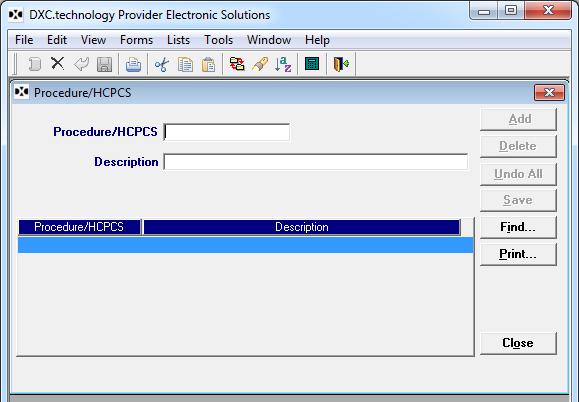 DXC.technology Provider Electronic Solutions
File Edit View Forms Lists Tools Window Help
Procedure/HCPCS
Procedure/HCPCS
Add
Description
Delete
Undo All
Save
Procedure/HCPCS Description
Find...
Print...
Close